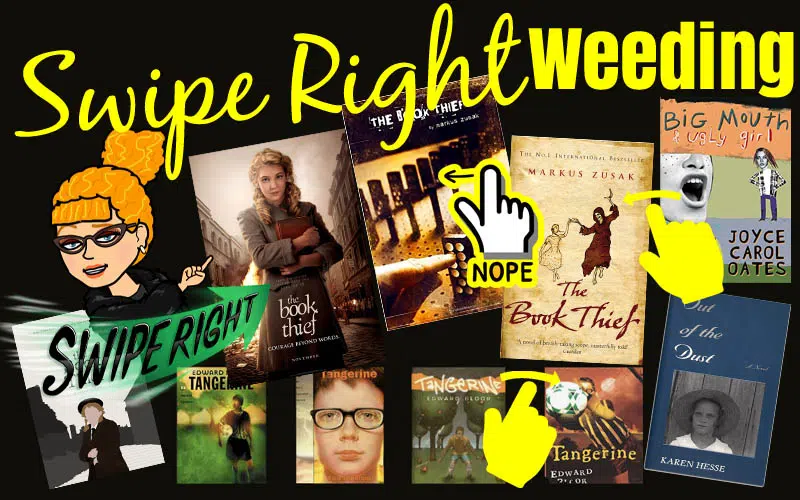 Swipe Right Weeding
THE BOOK THIEF
by MARKUS ZUSAK
THE NO.1 INTERNATIONAL BESTSELLER
MARKUS ZUSAK
The
Book Thief
BIG MOUTH
& Ugly girl
JOYCE
CAROL
OATES
NOPE
the
book
thief
COURAGE BEYOND WORDS
NOVEMBER
SWIPE RIGHT
Out
of the
Dust
A Novel
KAREN HESSE
EDWARD
TANGERINE
Tangerine
TANGERINE
EDWARD BLOOR
Tangerine
EDWARD
BLOOR